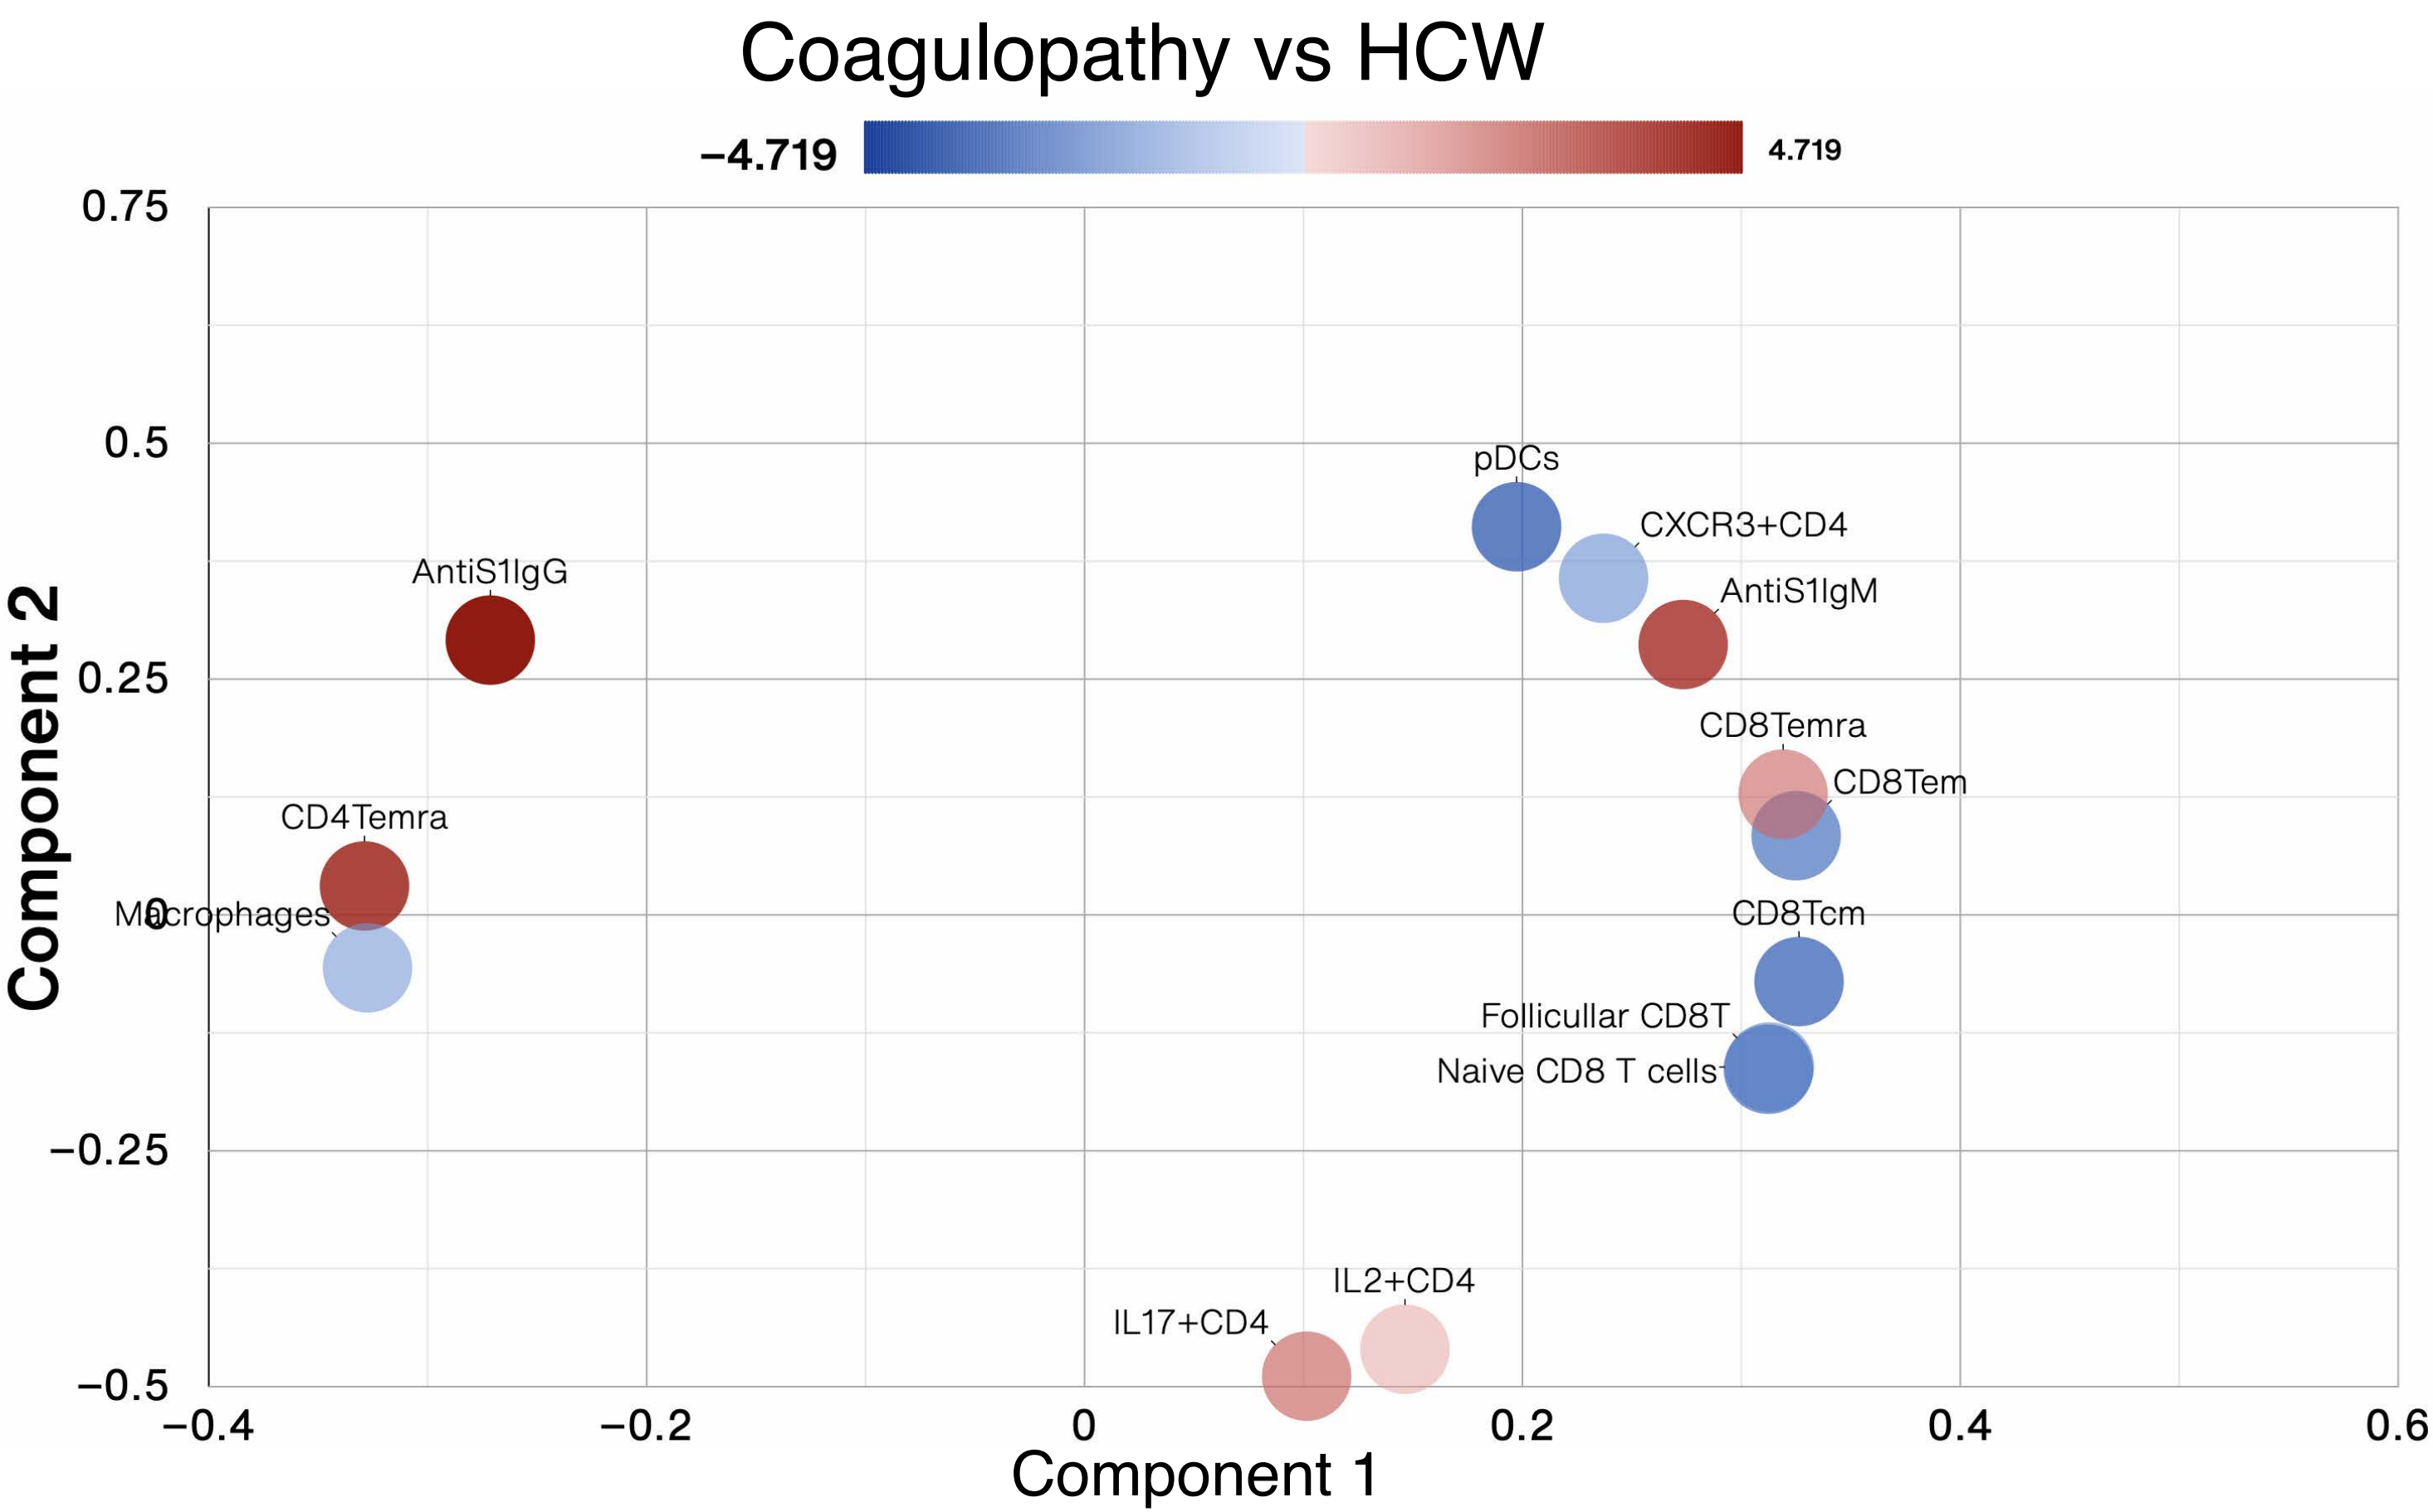 Coagulopathy vs HCW
−4.719
4.719
0.75
0.5
0.25
0
−0.25
−0.5
Component 2
pDCs
CXCR3+CD4
AntiS1IgG
AntiS1IgM
CD8Temra
CD8Tem
CD4Temra
Macrophages
CD8Tcm
Follicullar CD8T
Naive CD8 T cells
IL2+CD4
IL17+CD4
−0.4
−0.2
0
0.2
0.4
0.6
Component 1